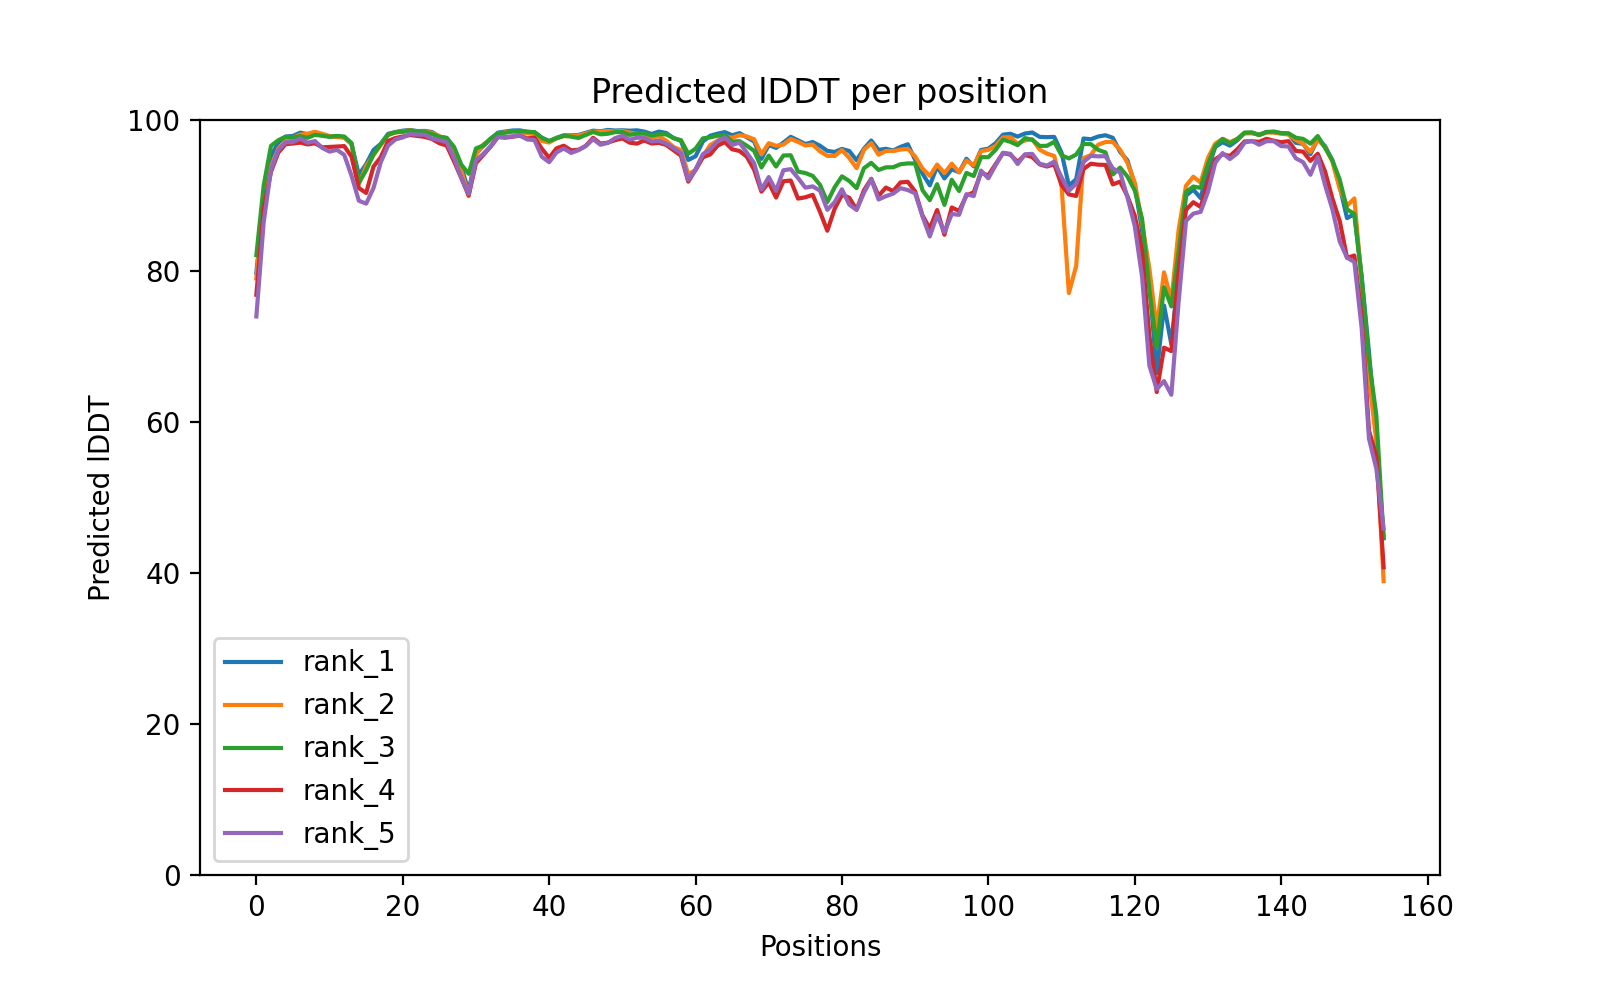 Predicted lDDT per position
100
80
60
40
20
0
Predicted lDDT
rank_1
rank_2
rank_3
rank_4
rank_5
0 20 40 60 80 100 120 140 160
Positions